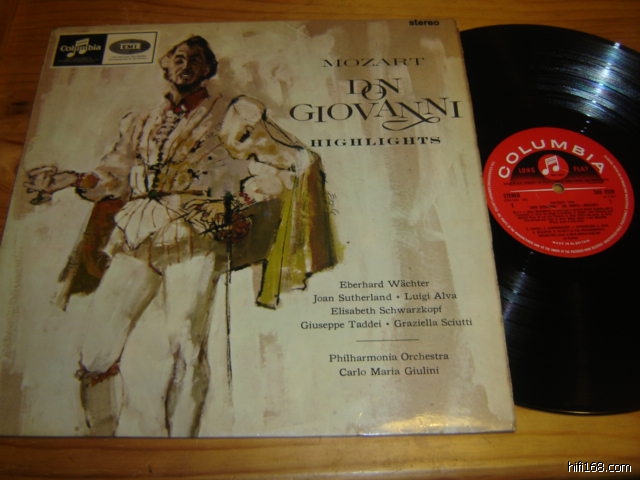 stereo
Columbia
EMI
MOZART
DON
GIOVANNI
HIGHLIGHTS
Eberhard Wächter
Joan Sutherland • Luigi Alva
Elisabeth Schwarzkopf
Giuseppe Taddei • Graziella Sciutti
Philharmonia Orchestra
Carlo Maria Giulini
COLUMBIA
LONG PLAY
STEREO
MADE IN GT BRITAIN
hifi168.com